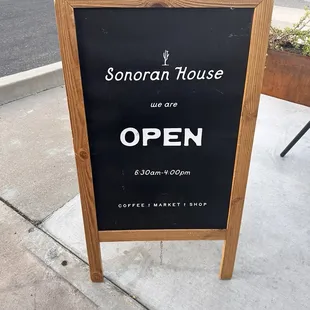 Sonoran House
we are
OPEN
6:30am-4:00pm
COFFEE / MARKET / SHOP